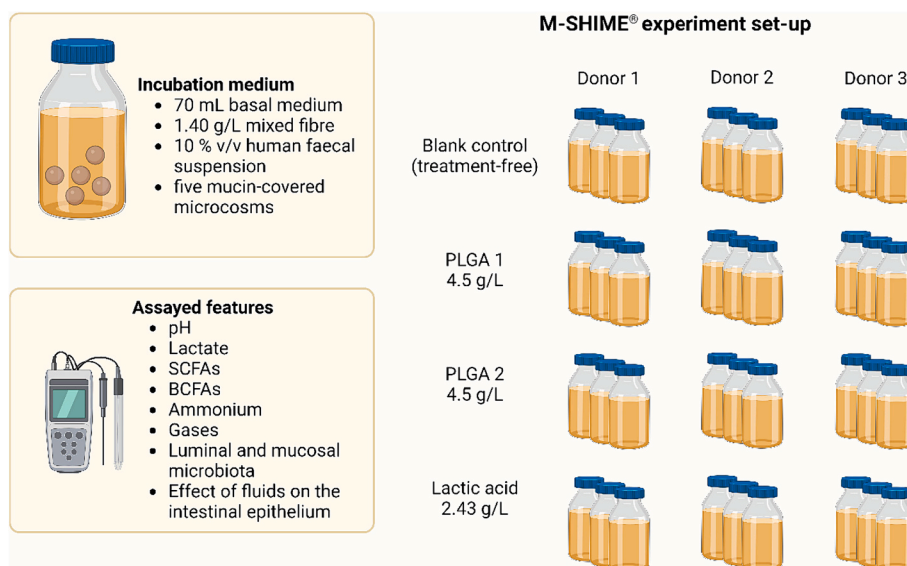 Incubation medium
• 70 mL basal medium
• 1.40 g/L mixed fibre
• 10 % v/v human faecal
suspension
• five mucin-covered
microcosms
Assayed features
• pH
• Lactate
• SCFAs
• BCFAs
• Ammonium
• Gases
• Luminal and mucosal
microbiota
• Effect of fluids on the
intestinal epithelium
M-SHIME® experiment set-up
Donor 1 Donor 2 Donor 3
Blank control
(treatment-free)
PLGA 1
4.5 g/L
PLGA 2
4.5 g/L
Lactic acid
2.43 g/L